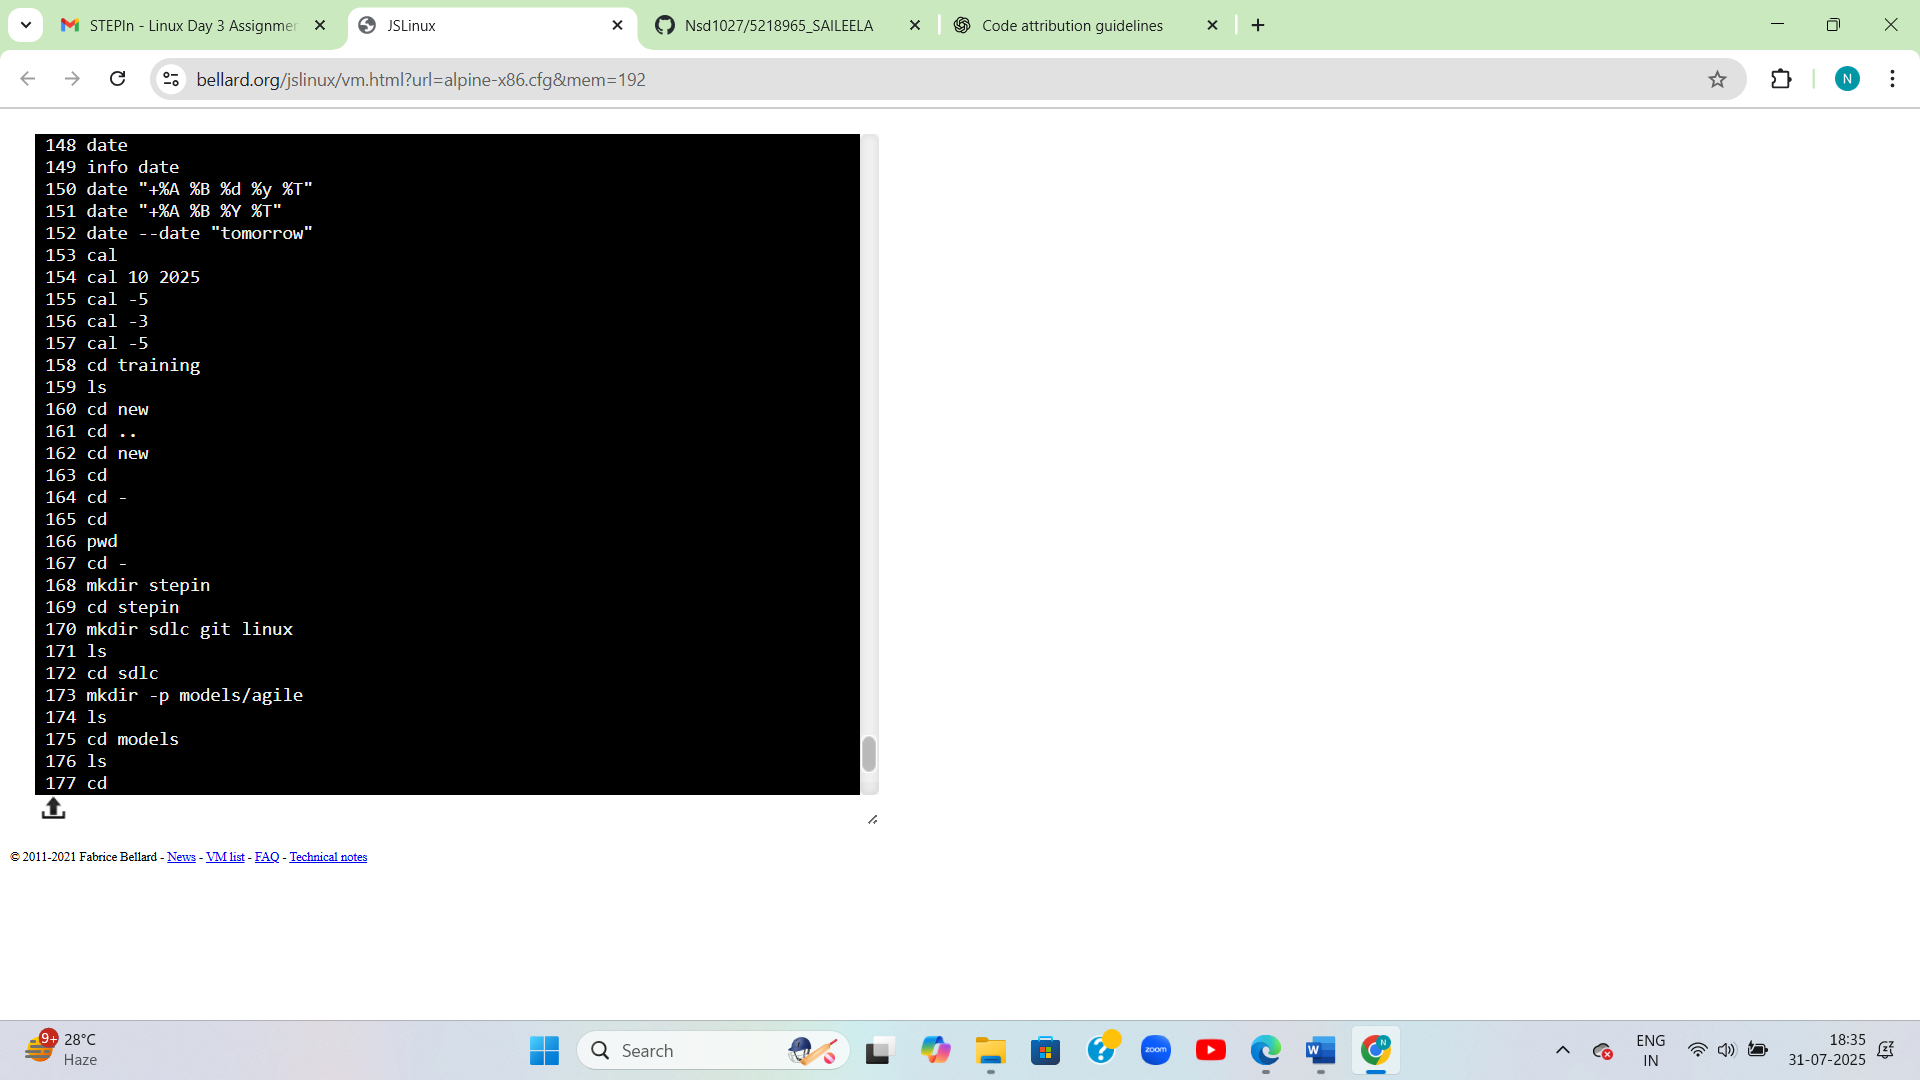 STEPIn - Linux Day 3 Assignmer
JSLinux
Nsd1027/5218965_SAILEELA
Code attribution guidelines
bellard.org/jslinux/vm.html?url=alpine-x86.cfg&mem=192
N
148 date
149 info date
150 date "+%A %B %d %y %T"
151 date "+%A %B %Y %T"
152 date --date "tomorrow"
153 cal
154 cal 10 2025
155 cal -5
156 cal -3
157 cal -5
158 cd training
159 ls
160 cd new
161 cd ..
162 cd new
163 cd
164 cd -
165 cd
166 pwd
167 cd -
168 mkdir stepin
169 cd stepin
170 mkdir sdlc git linux
171 ls
172 cd sdlc
173 mkdir -p models/agile
174 ls
175 cd models
176 ls
177 cd
© 2011-2021 Fabrice Bellard - News - VM list - FAQ - Technical notes
9+
28°C
Haze
Search
zoom
W
N
ENG
IN
18:35
31-07-2025